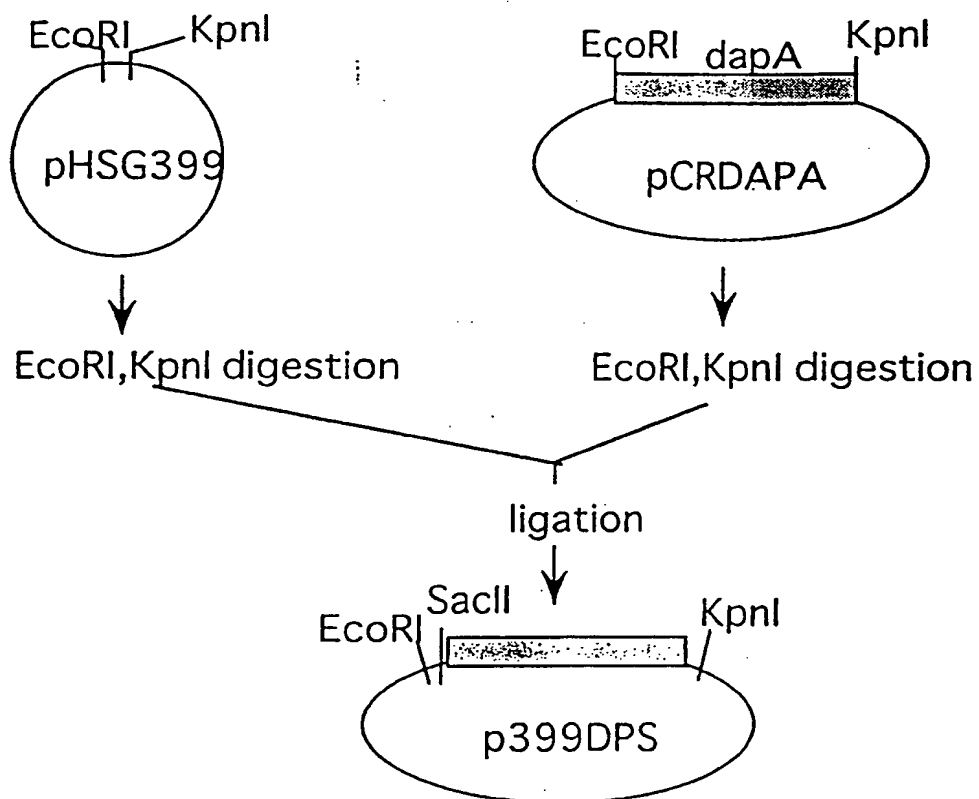 EcoRI
KpnI
pHSG399
EcoRI
dapA
KpnI
pCRDAPA
EcoRI,KpnI digestion
EcoRI,KpnI digestion
ligation
EcoRI
SacII
KpnI
p399DPS